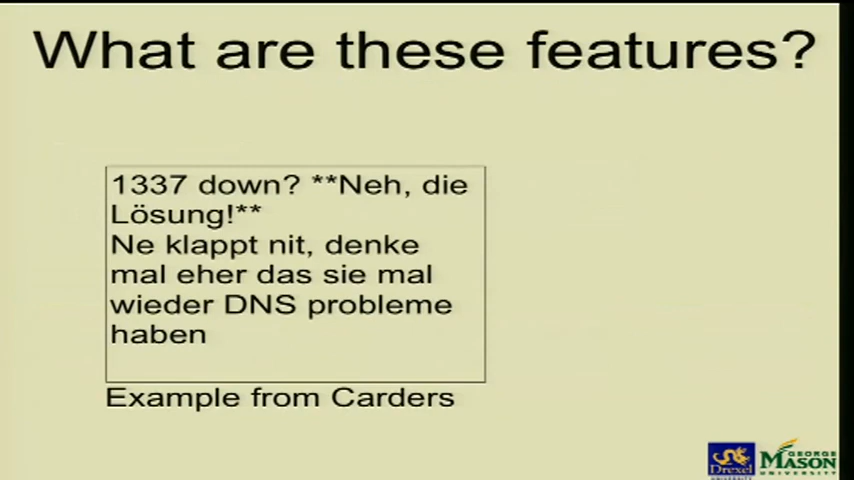 What are these features?
1337 down? **Neh, die
Lösung!**
Ne klappt nit, denke
mal eher das sie mal
wieder DNS probleme
haben
Example from Carders
Drexel
UNIVERSITY
GEORGE
MASON
UNIVERSITY